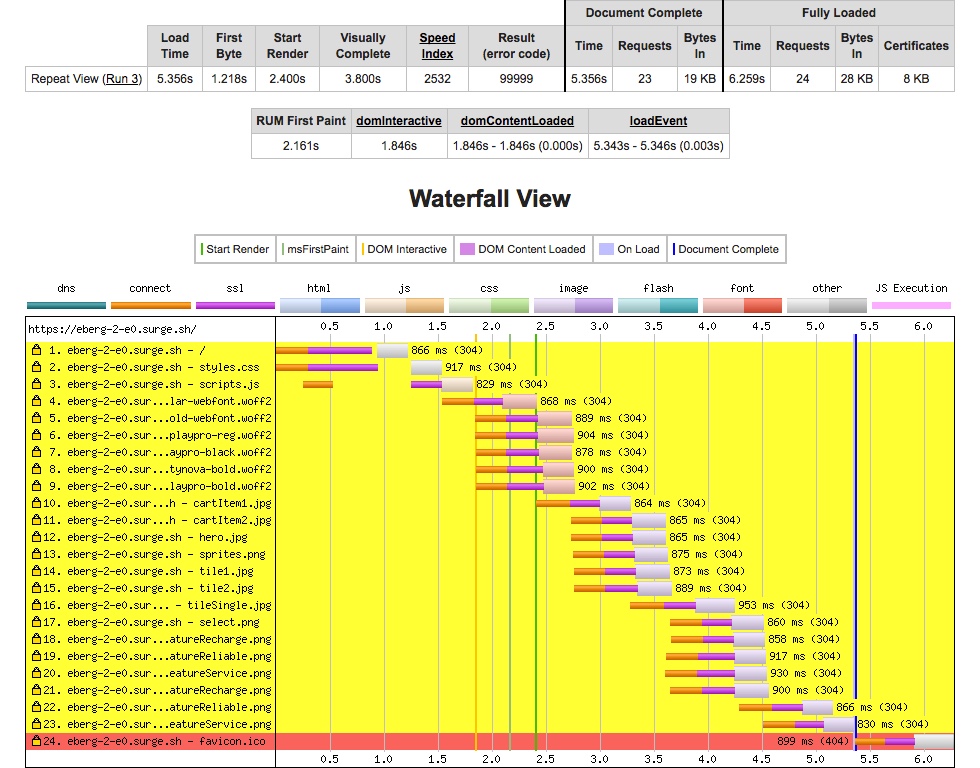 Document Complete Fully Loaded
Load Time First Byte Start Render Visually Complete Speed Index Result (error code) Time Requests Bytes In Time Requests Bytes In Certificates
Repeat View (Run 3) 5.356s 1.218s 2.400s 3.800s 2532 99999 5.356s 23 19 KB 6.259s 24 28 KB 8 KB
RUM First Paint domInteractive domContentLoaded loadEvent
2.161s 1.846s 1.846s - 1.846s (0.000s) 5.343s - 5.346s (0.003s)
Waterfall View
Start Render msFirstPaint DOM Interactive DOM Content Loaded On Load Document Complete
dns connect ssl html js css image flash font other JS Execution
https://eberg-2-e0.surge.sh/ 0.5 1.0 1.5 2.0 2.5 3.0 3.5 4.0 4.5 5.0 5.5 6.0
1. eberg-2-e0.surge.sh - / 866 ms (304)
2. eberg-2-e0.surge.sh - styles.css 917 ms (304)
3. eberg-2-e0.surge.sh - scripts.js 829 ms (304)
4. eberg-2-e0.sur...lar-webfont.woff2 868 ms (304)
5. eberg-2-e0.sur...old-webfont.woff2 889 ms (304)
6. eberg-2-e0.sur...playpro-reg.woff2 904 ms (304)
7. eberg-2-e0.sur...aypro-black.woff2 878 ms (304)
8. eberg-2-e0.sur...tynova-bold.woff2 900 ms (304)
9. eberg-2-e0.sur...laypro-bold.woff2 902 ms (304)
10. eberg-2-e0.sur...h - cartItem1.jpg 864 ms (304)
11. eberg-2-e0.sur...h - cartItem2.jpg 865 ms (304)
12. eberg-2-e0.surge.sh - hero.jpg 865 ms (304)
13. eberg-2-e0.surge.sh - sprites.png 875 ms (304)
14. eberg-2-e0.surge.sh - tile1.jpg 873 ms (304)
15. eberg-2-e0.surge.sh - tile2.jpg 889 ms (304)
16. eberg-2-e0.sur... - tileSingle.jpg 953 ms (304)
17. eberg-2-e0.surge.sh - select.png 860 ms (304)
18. eberg-2-e0.sur...atureRecharge.png 858 ms (304)
19. eberg-2-e0.sur...atureReliable.png 917 ms (304)
20. eberg-2-e0.sur...eatureService.png 930 ms (304)
21. eberg-2-e0.sur...atureRecharge.png 900 ms (304)
22. eberg-2-e0.sur...atureReliable.png 866 ms (304)
23. eberg-2-e0.sur...eatureService.png 830 ms (304)
24. eberg-2-e0.surge.sh - favicon.ico 899 ms (404)
0.5 1.0 1.5 2.0 2.5 3.0 3.5 4.0 4.5 5.0 5.5 6.0